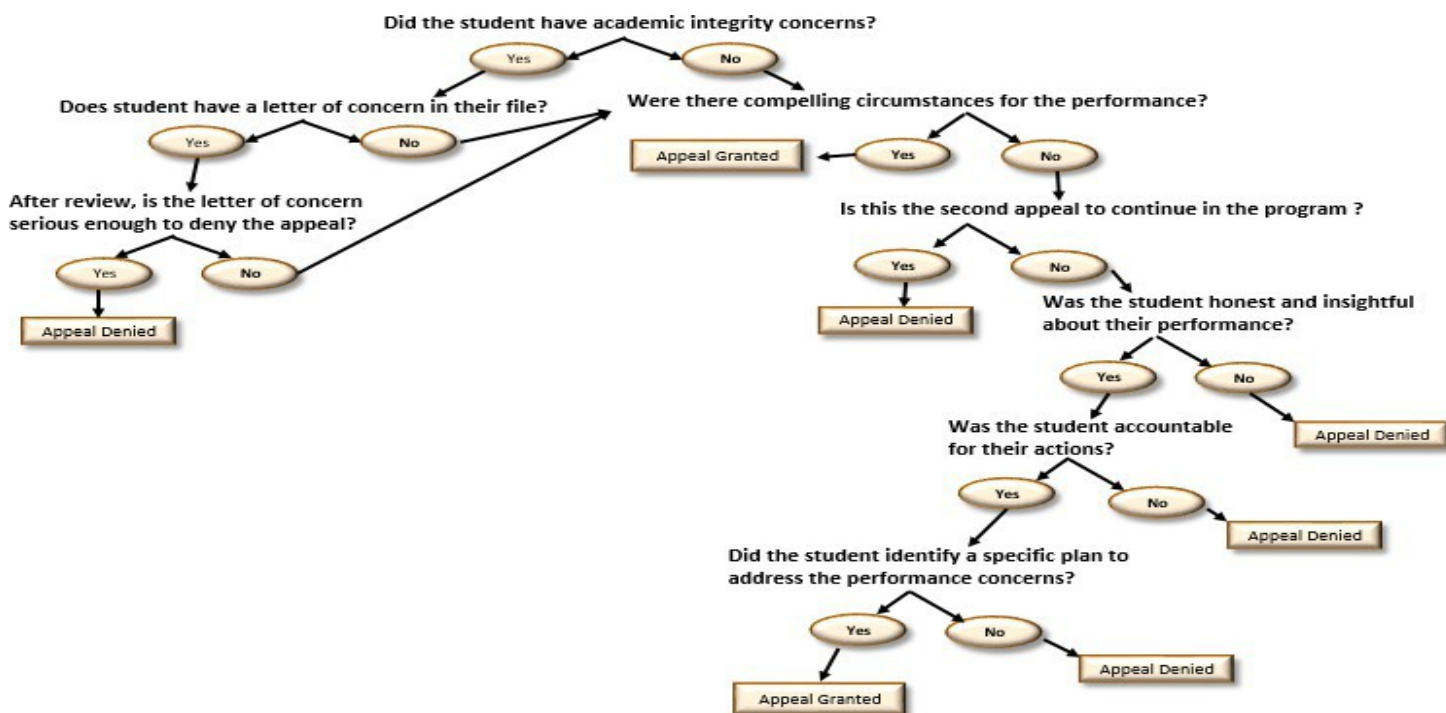 Did the student have academic integrity concerns?
Yes
No
Does student have a letter of concern in their file?
Were there compelling circumstances for the performance?
Yes
No
Appeal Granted
Yes
No
After review, is the letter of concern
serious enough to deny the appeal?
Is this the second appeal to continue in the program ?
Yes
No
Yes
No
Appeal Denied
Appeal Denied
Was the student honest and insightful
about their performance?
Yes
No
Was the student accountable
for their actions?
Appeal Denied
Yes
No
Appeal Denied
Did the student identify a specific plan to
address the performance concerns?
Yes
No
Appeal Denied
Appeal Granted